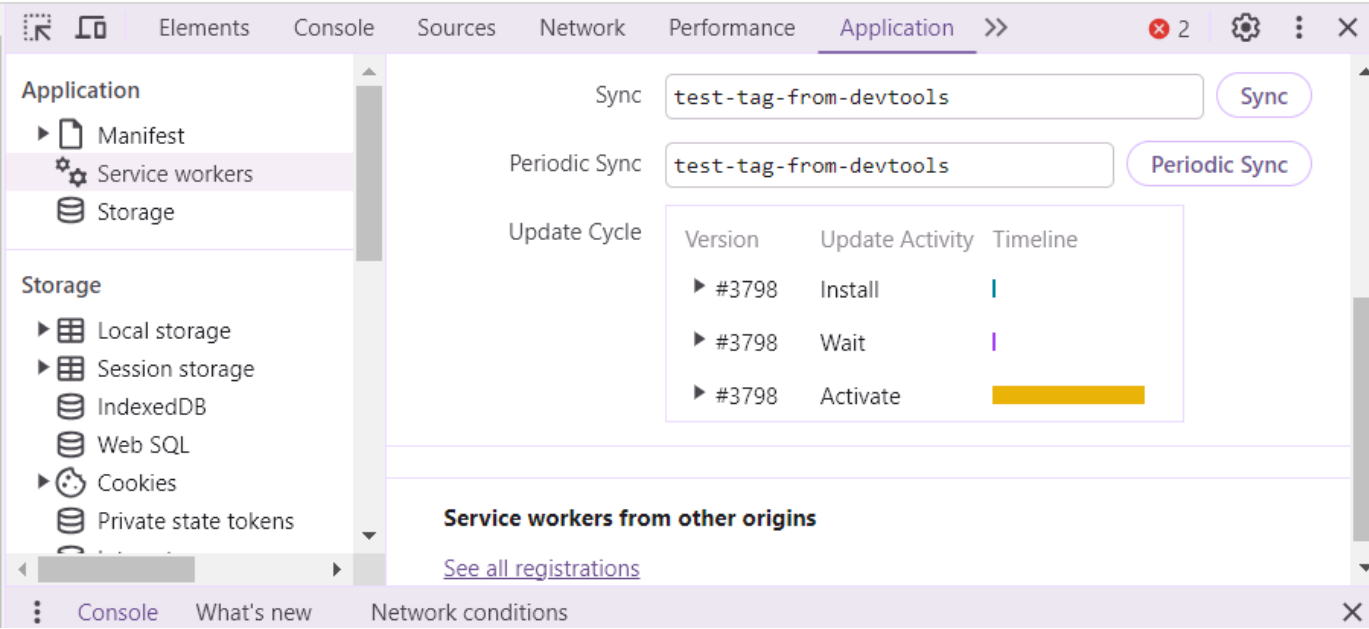 Elements Console Sources Network Performance Application 2
Application
Manifest
Service workers
Storage
Storage
Local storage
Session storage
IndexedDB
Web SQL
Cookies
Private state tokens
Sync test-tag-from-devtools Sync
Periodic Sync test-tag-from-devtools Periodic Sync
Update Cycle
Version Update Activity Timeline
#3798 Install
#3798 Wait
#3798 Activate
Service workers from other origins
See all registrations
Console What's new Network conditions